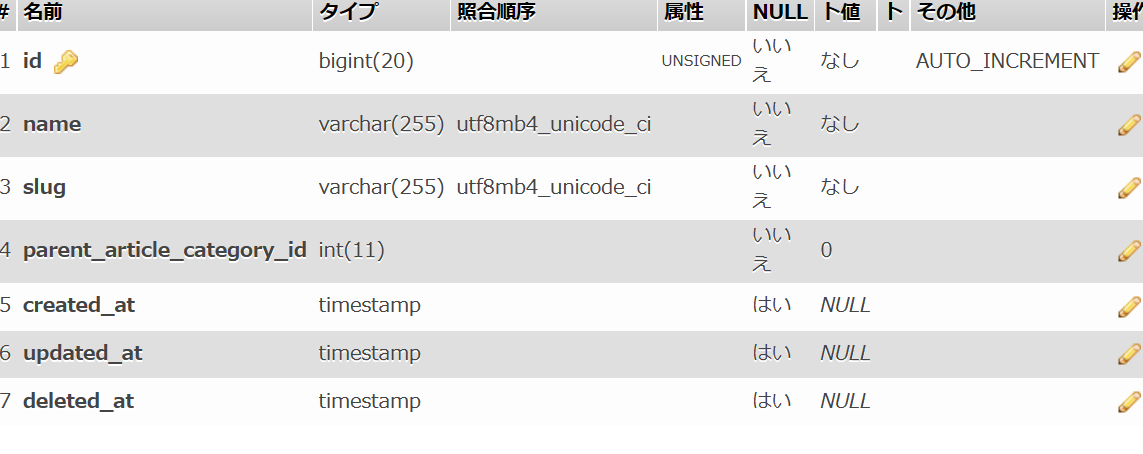 # 名前 タイプ 照合順序 属性 NULL ト値 ト その他 操作
1 id bigint(20) UNSIGNED いい
え なし AUTO_INCREMENT
2 name varchar(255) utf8mb4_unicode_ci いい
え なし
3 slug varchar(255) utf8mb4_unicode_ci いい
え なし
4 parent_article_category_id int(11) いい
え 0
5 created_at timestamp はい NULL
6 updated_at timestamp はい NULL
7 deleted_at timestamp はい NULL